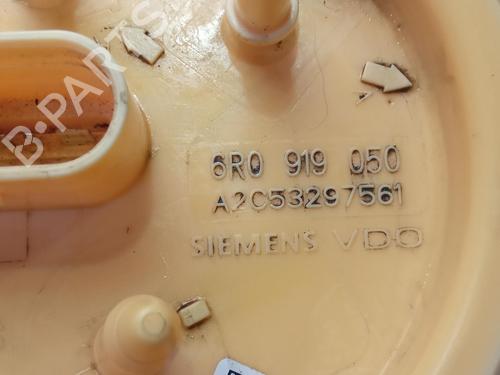 B-PARTS
6R0 919 050
A2C53297561
SIEMENS VDO